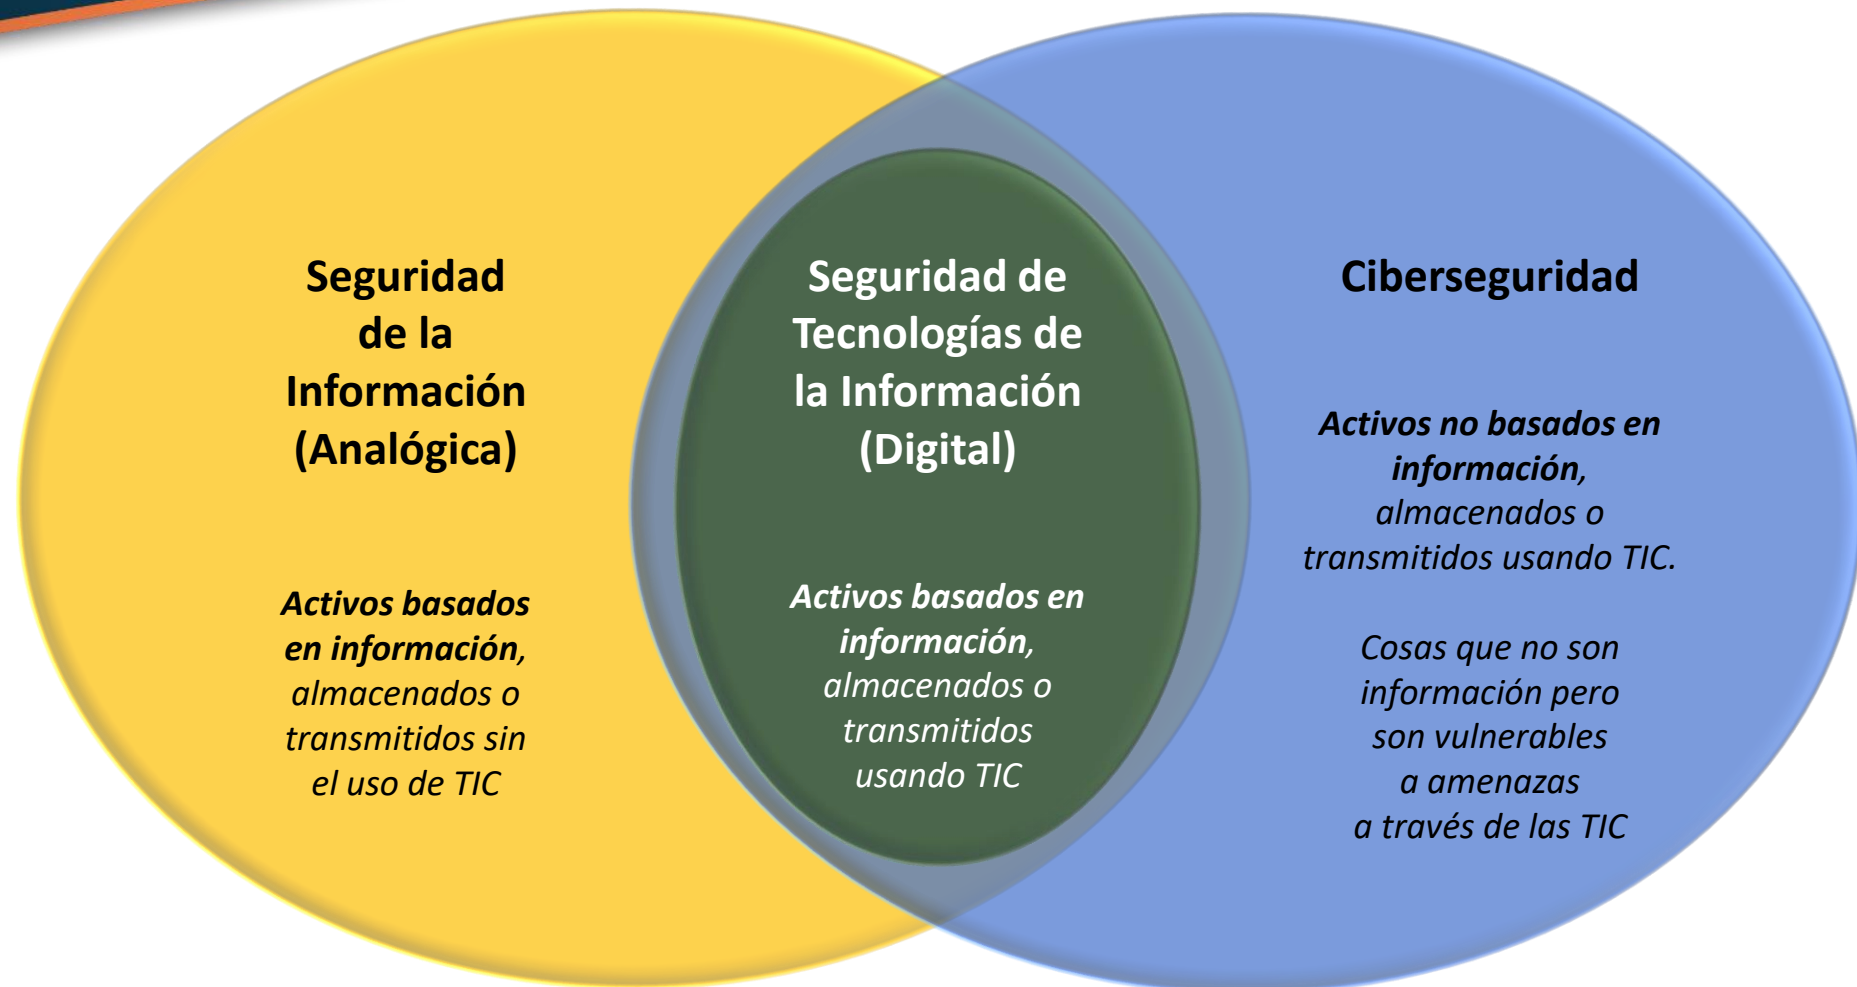 Seguridad
de la
Información
(Analógica)
Activos basados
en información,
almacenados o
transmitidos sin
el uso de TIC
Seguridad de
Tecnologías de
la Información
(Digital)
Activos basados en
información,
almacenados o
transmitidos
usando TIC
Ciberseguridad
Activos no basados en
información,
almacenados o
transmitidos usando TIC.
Cosas que no son
información pero
son vulnerables
a amenazas
a través de las TIC